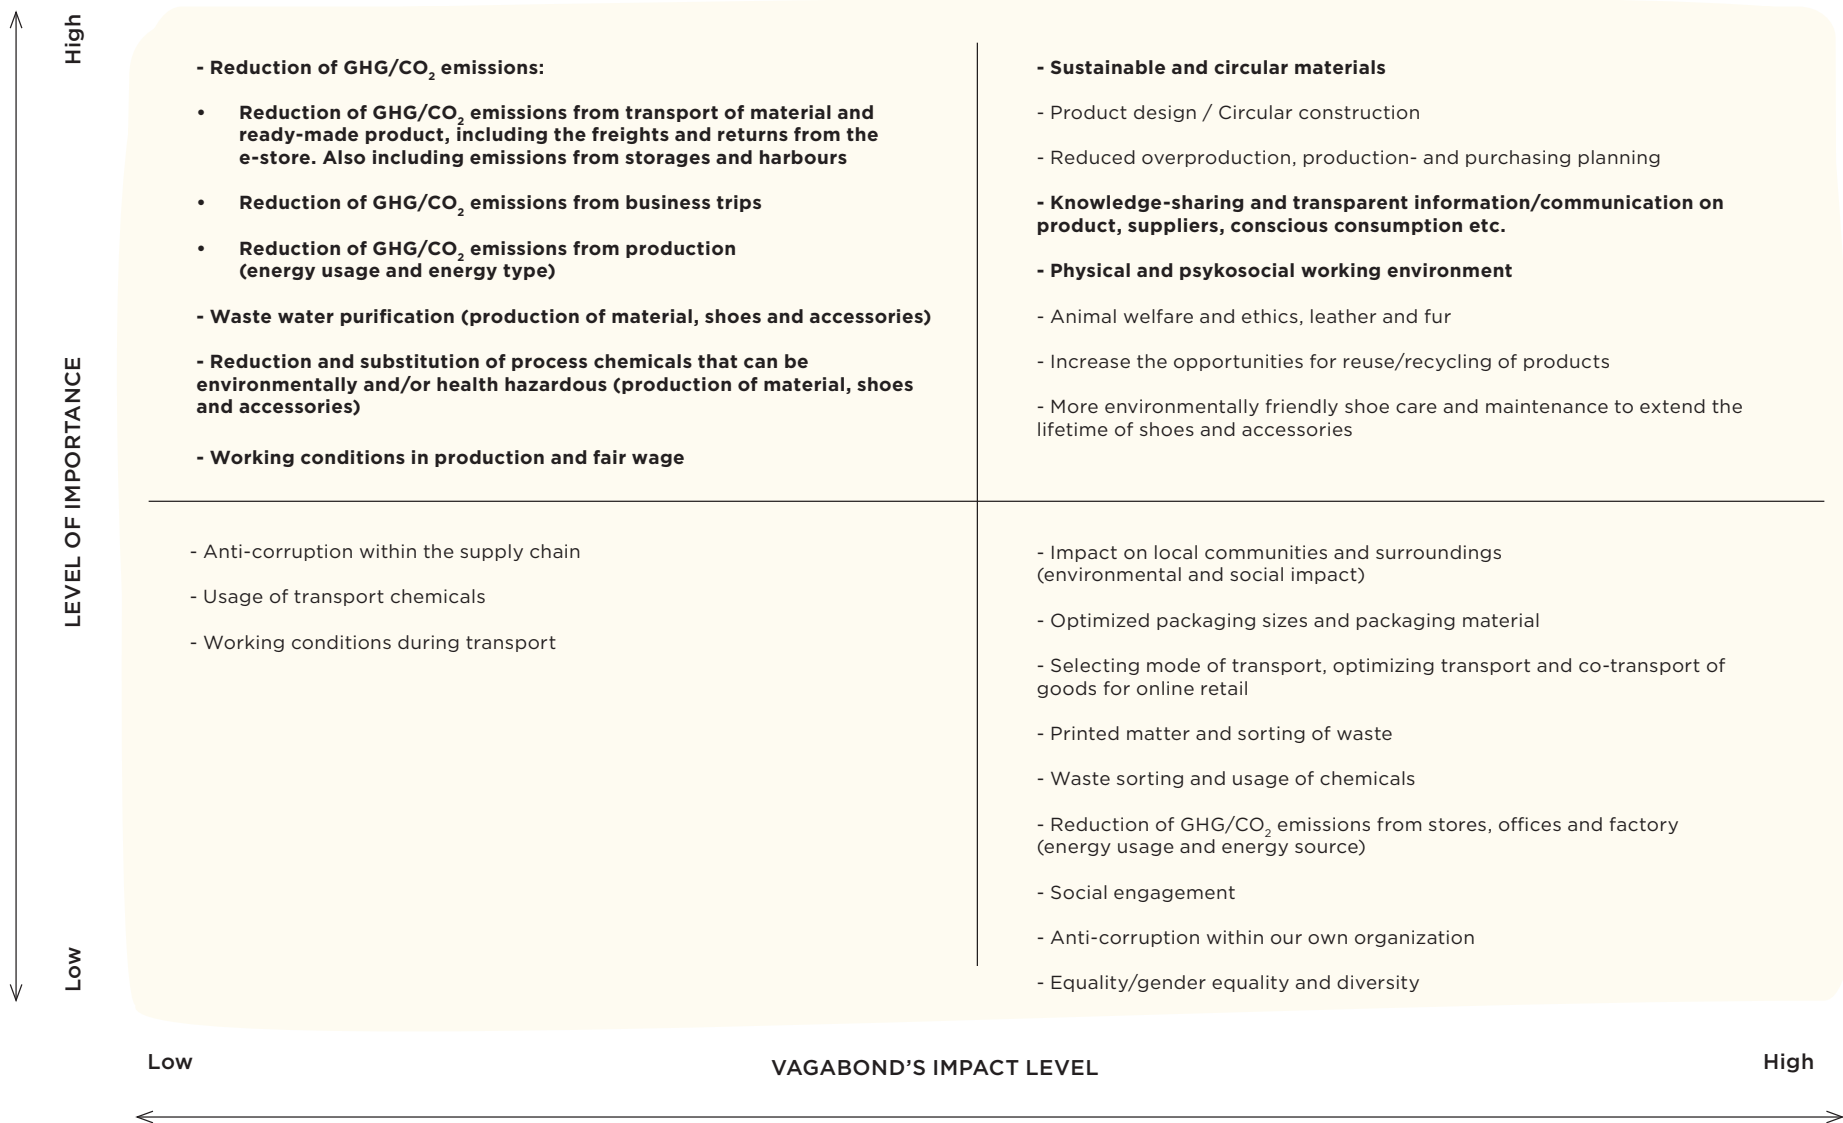 High
- Reduction of GHG/CO2 emissions:
• Reduction of GHG/CO2 emissions from transport of material and
ready-made product, including the freights and returns from the
e-store. Also including emissions from storages and harbours
• Reduction of GHG/CO2 emissions from business trips
• Reduction of GHG/CO2 emissions from production
(energy usage and energy type)
- Waste water purification (production of material, shoes and accessories)
- Reduction and substitution of process chemicals that can be
environmentally and/or health hazardous (production of material, shoes
and accessories)
- Working conditions in production and fair wage
- Sustainable and circular materials
- Product design / Circular construction
- Reduced overproduction, production- and purchasing planning
- Knowledge-sharing and transparent information/communication on
product, suppliers, conscious consumption etc.
- Physical and psykosocial working environment
- Animal welfare and ethics, leather and fur
- Increase the opportunities for reuse/recycling of products
- More environmentally friendly shoe care and maintenance to extend the
lifetime of shoes and accessories
LEVEL OF IMPORTANCE
- Anti-corruption within the supply chain
- Usage of transport chemicals
- Working conditions during transport
- Impact on local communities and surroundings
(environmental and social impact)
- Optimized packaging sizes and packaging material
- Selecting mode of transport, optimizing transport and co-transport of
goods for online retail
- Printed matter and sorting of waste
- Waste sorting and usage of chemicals
- Reduction of GHG/CO2 emissions from stores, offices and factory
(energy usage and energy source)
- Social engagement
- Anti-corruption within our own organization
- Equality/gender equality and diversity
Low
Low
VAGABOND'S IMPACT LEVEL
High